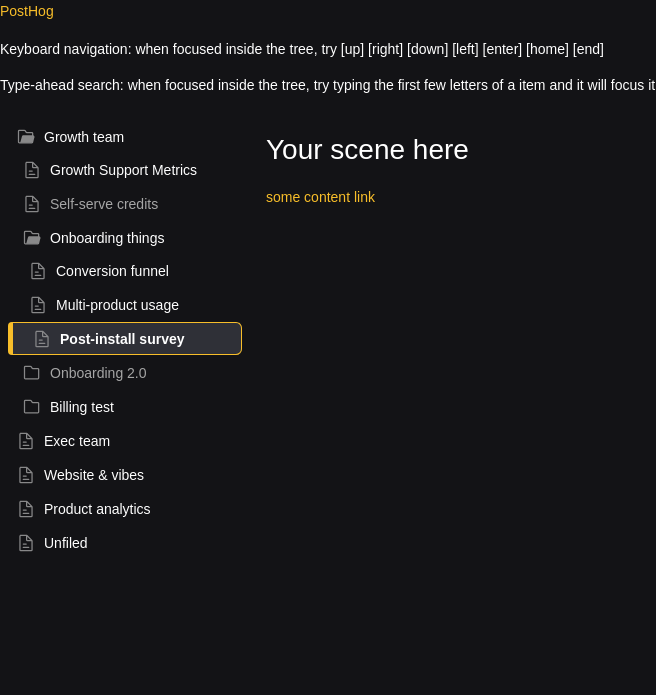 PostHog
Keyboard navigation: when focused inside the tree, try [up] [right] [down] [left] [enter] [home] [end]
Type-ahead search: when focused inside the tree, try typing the first few letters of a item and it will focus it
Growth team
Growth Support Metrics
Self-serve credits
Onboarding things
Conversion funnel
Multi-product usage
Post-install survey
Onboarding 2.0
Billing test
Exec team
Website & vibes
Product analytics
Unfiled
Your scene here
some content link